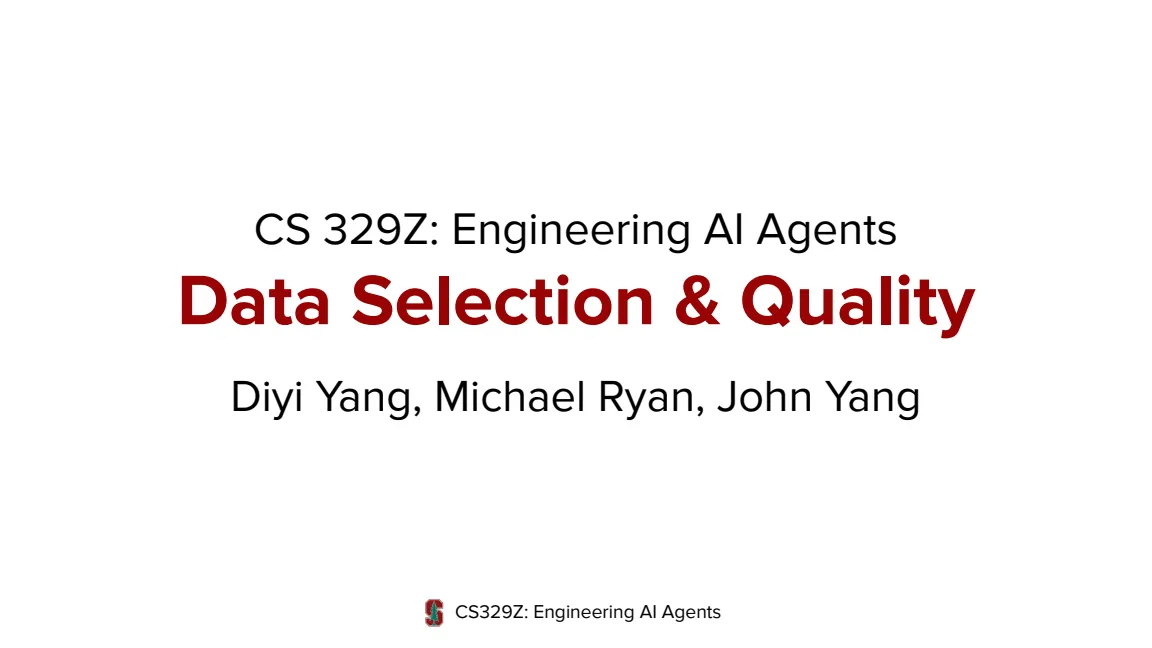 CS 329Z: Engineering AI Agents
Data Selection & Quality
Diyi Yang, Michael Ryan, John Yang
CS329Z: Engineering AI Agents